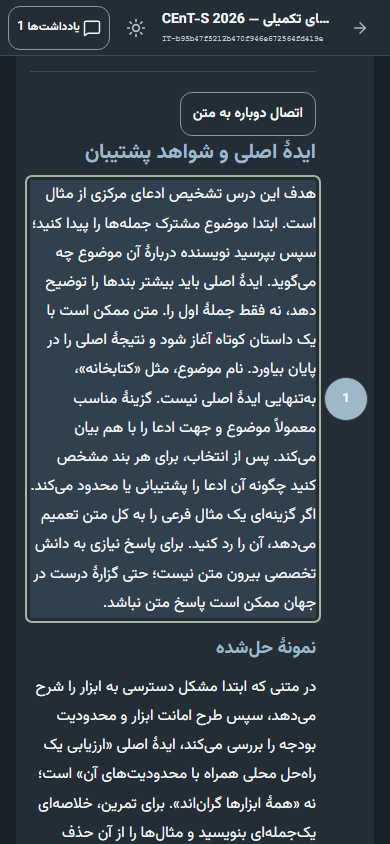 CEnT-S 2026 — ای تکمیلی...
IT-b95b47f5212b470f946a672564fd419e
یادداشت‌ها 1
اتصال دوباره به متن
ایدهٔ اصلی و شواهد پشتیبان
هدف این درس تشخیص ادعای مرکزی از مثال
است. ابتدا موضوع مشترک جمله‌ها را پیدا کنید؛
سپس بپرسید نویسنده دربارهٔ آن موضوع چه
می‌گوید. ایدهٔ اصلی باید بیشتر بندها را توضیح
دهد، نه فقط جملهٔ اول را. متن ممکن است با
یک داستان کوتاه آغاز شود و نتیجهٔ اصلی را در
پایان بیاورد. نام موضوع، مثل «کتابخانه»،
به‌تنهایی ایدهٔ اصلی نیست. گزینهٔ مناسب
معمولاً موضوع و جهت ادعا را با هم بیان
می‌کند. پس از انتخاب، برای هر بند مشخص
کنید چگونه آن ادعا را پشتیبانی یا محدود می‌کند.
اگر گزینه‌ای یک مثال فرعی را به کل متن تعمیم
می‌دهد، آن را رد کنید. برای پاسخ نیازی به دانش
تخصصی بیرون متن نیست؛ حتی گزارهٔ درست در
جهان ممکن است پاسخ متن نباشد.
1
نمونهٔ حل‌شده
در متنی که ابتدا مشکل دسترسی به ابزار را شرح
می‌دهد، سپس طرح امانت ابزار و محدودیت
بودجه را بررسی می‌کند، ایدهٔ اصلی «ارزیابی یک
راه‌حل محلی همراه با محدودیت‌های آن» است؛
نه «همهٔ ابزارها گران‌اند». برای تمرین، خلاصه‌ای
یک‌جمله‌ای بنویسید و مثال‌ها را از آن حذف